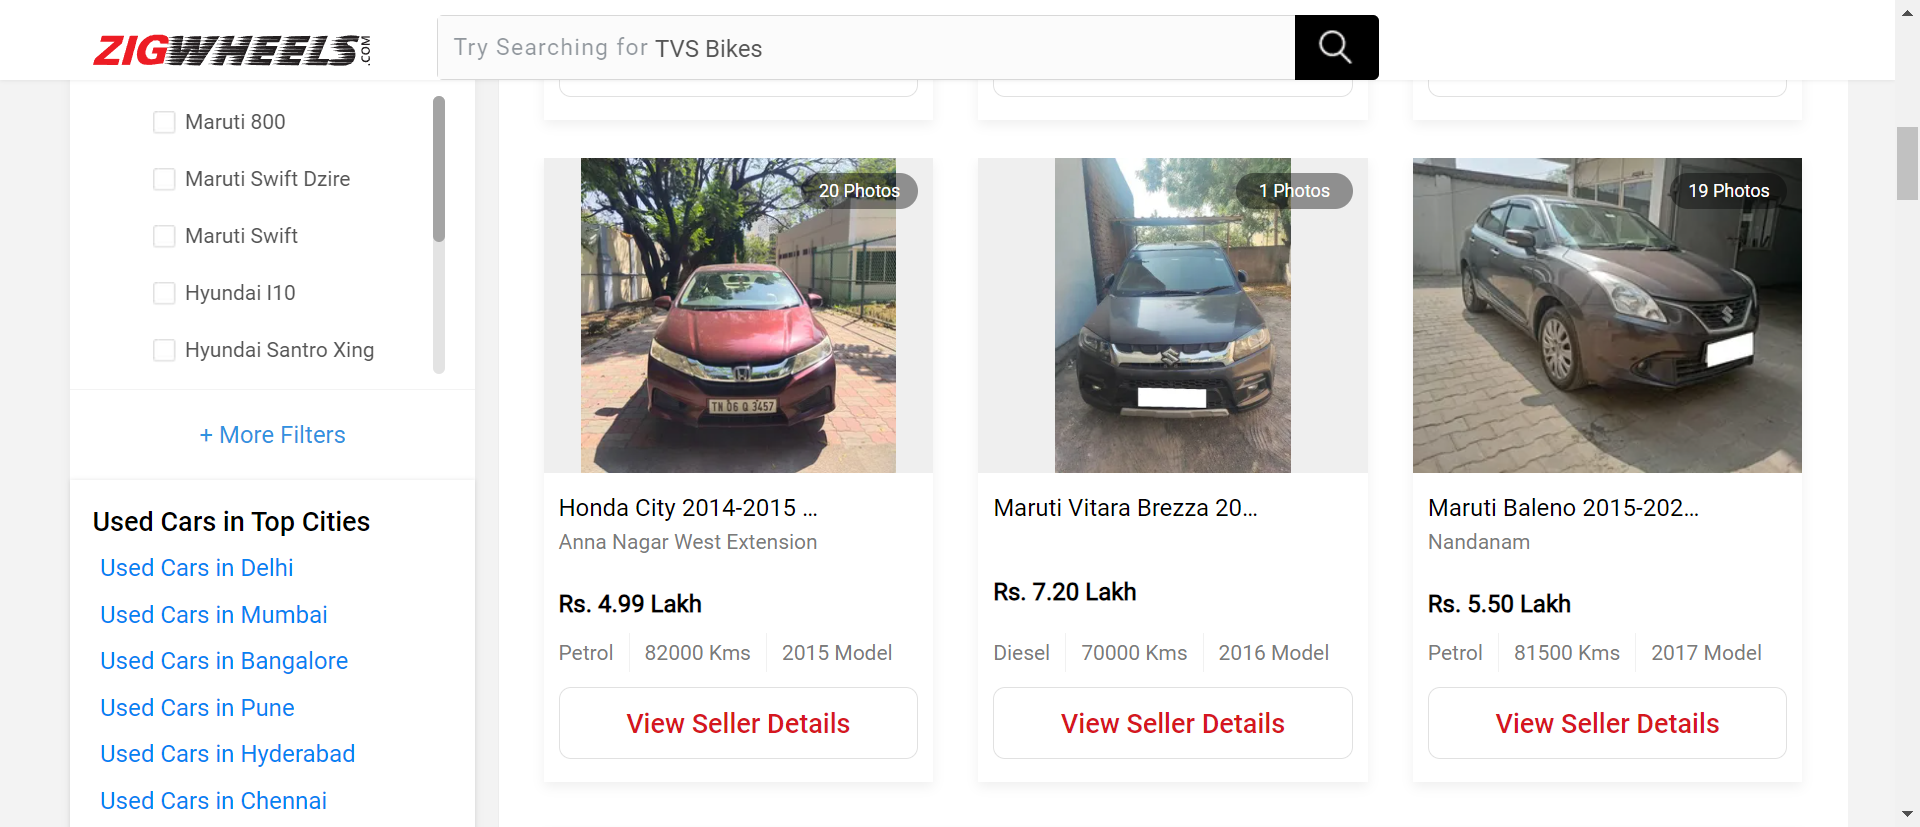 ZIGWHEELS.COM
Try Searching for TVS Bikes
Maruti 800
Maruti Swift Dzire
Maruti Swift
Hyundai I10
Hyundai Santro Xing
+ More Filters
Used Cars in Top Cities
Used Cars in Delhi
Used Cars in Mumbai
Used Cars in Bangalore
Used Cars in Pune
Used Cars in Hyderabad
Used Cars in Chennai
20 Photos
TN 06 Q 3457
Honda City 2014-2015 ...
Anna Nagar West Extension
Rs. 4.99 Lakh
Petrol 82000 Kms 2015 Model
View Seller Details
1 Photos
Maruti Vitara Brezza 20...
Rs. 7.20 Lakh
Diesel 70000 Kms 2016 Model
View Seller Details
19 Photos
Maruti Baleno 2015-202...
Nandanam
Rs. 5.50 Lakh
Petrol 81500 Kms 2017 Model
View Seller Details